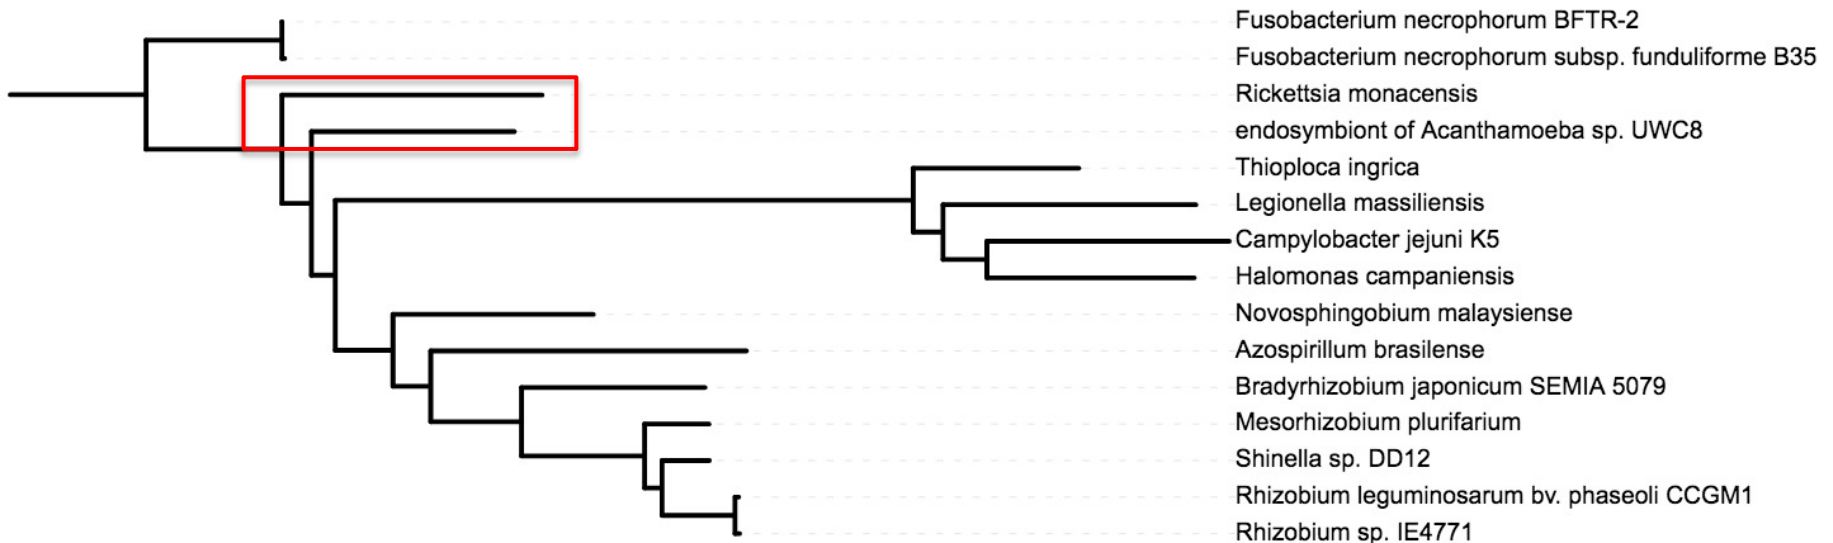 Fusobacterium necrophorum BFTR-2
Fusobacterium necrophorum subsp. funduliforme B35
Rickettsia monacensis
endosymbiont of Acanthamoeba sp. UWC8
Thioploca ingrica
Legionella massiliensis
Campylobacter jejuni K5
Halomonas campaniensis
Novosphingobium malaysiense
Azospirillum brasilense
Bradyrhizobium japonicum SEMIA 5079
Mesorhizobium plurifarium
Shinella sp. DD12
Rhizobium leguminosarum bv. phaseoli CCGM1
Rhizobium sp. IE4771